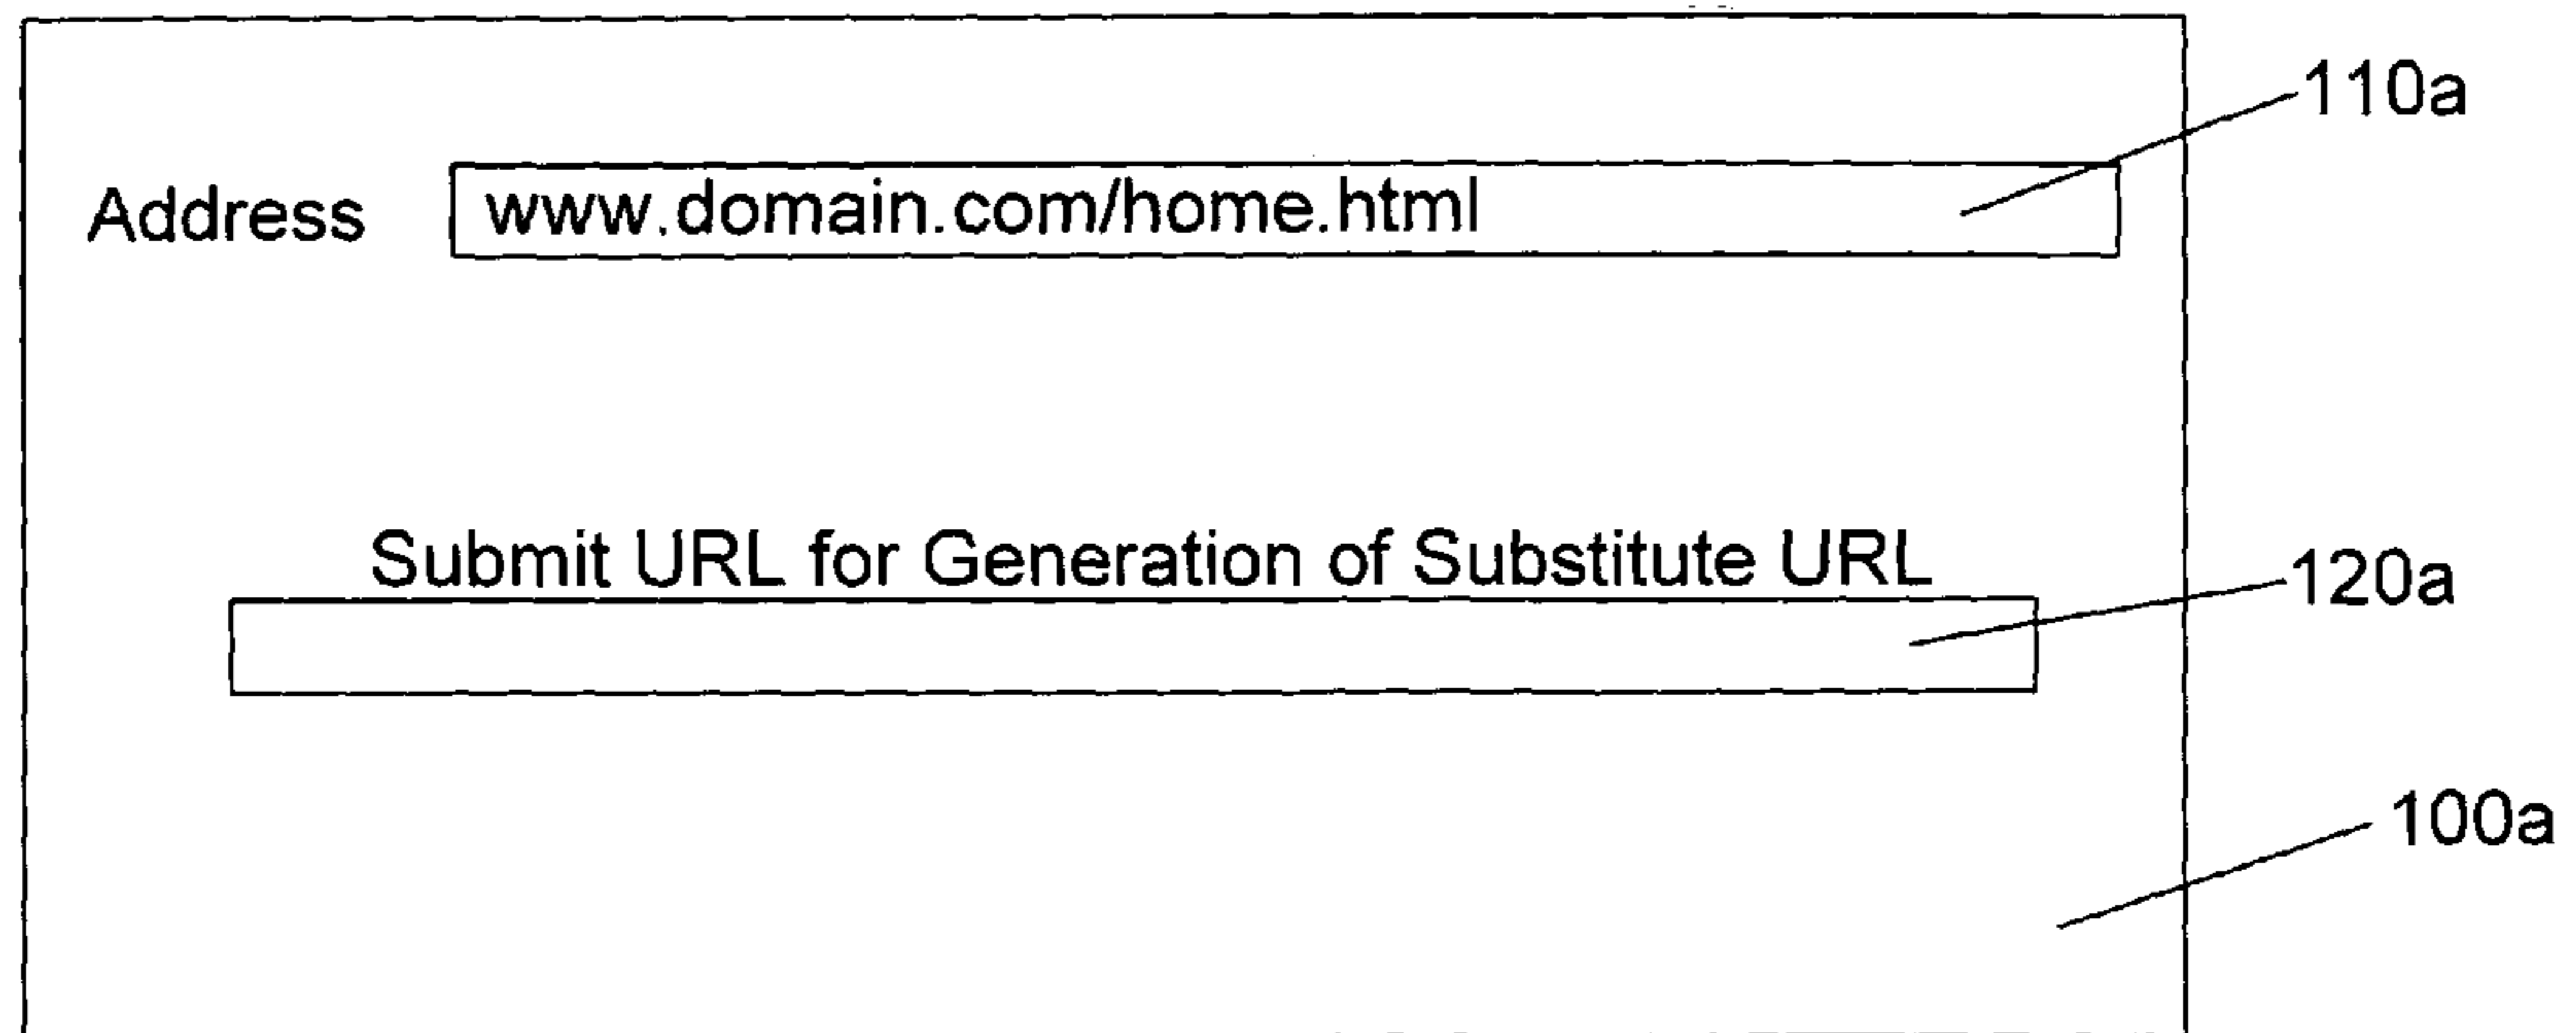 110a
Address www.domain.com/home.html
Submit URL for Generation of Substitute URL
120a
100a